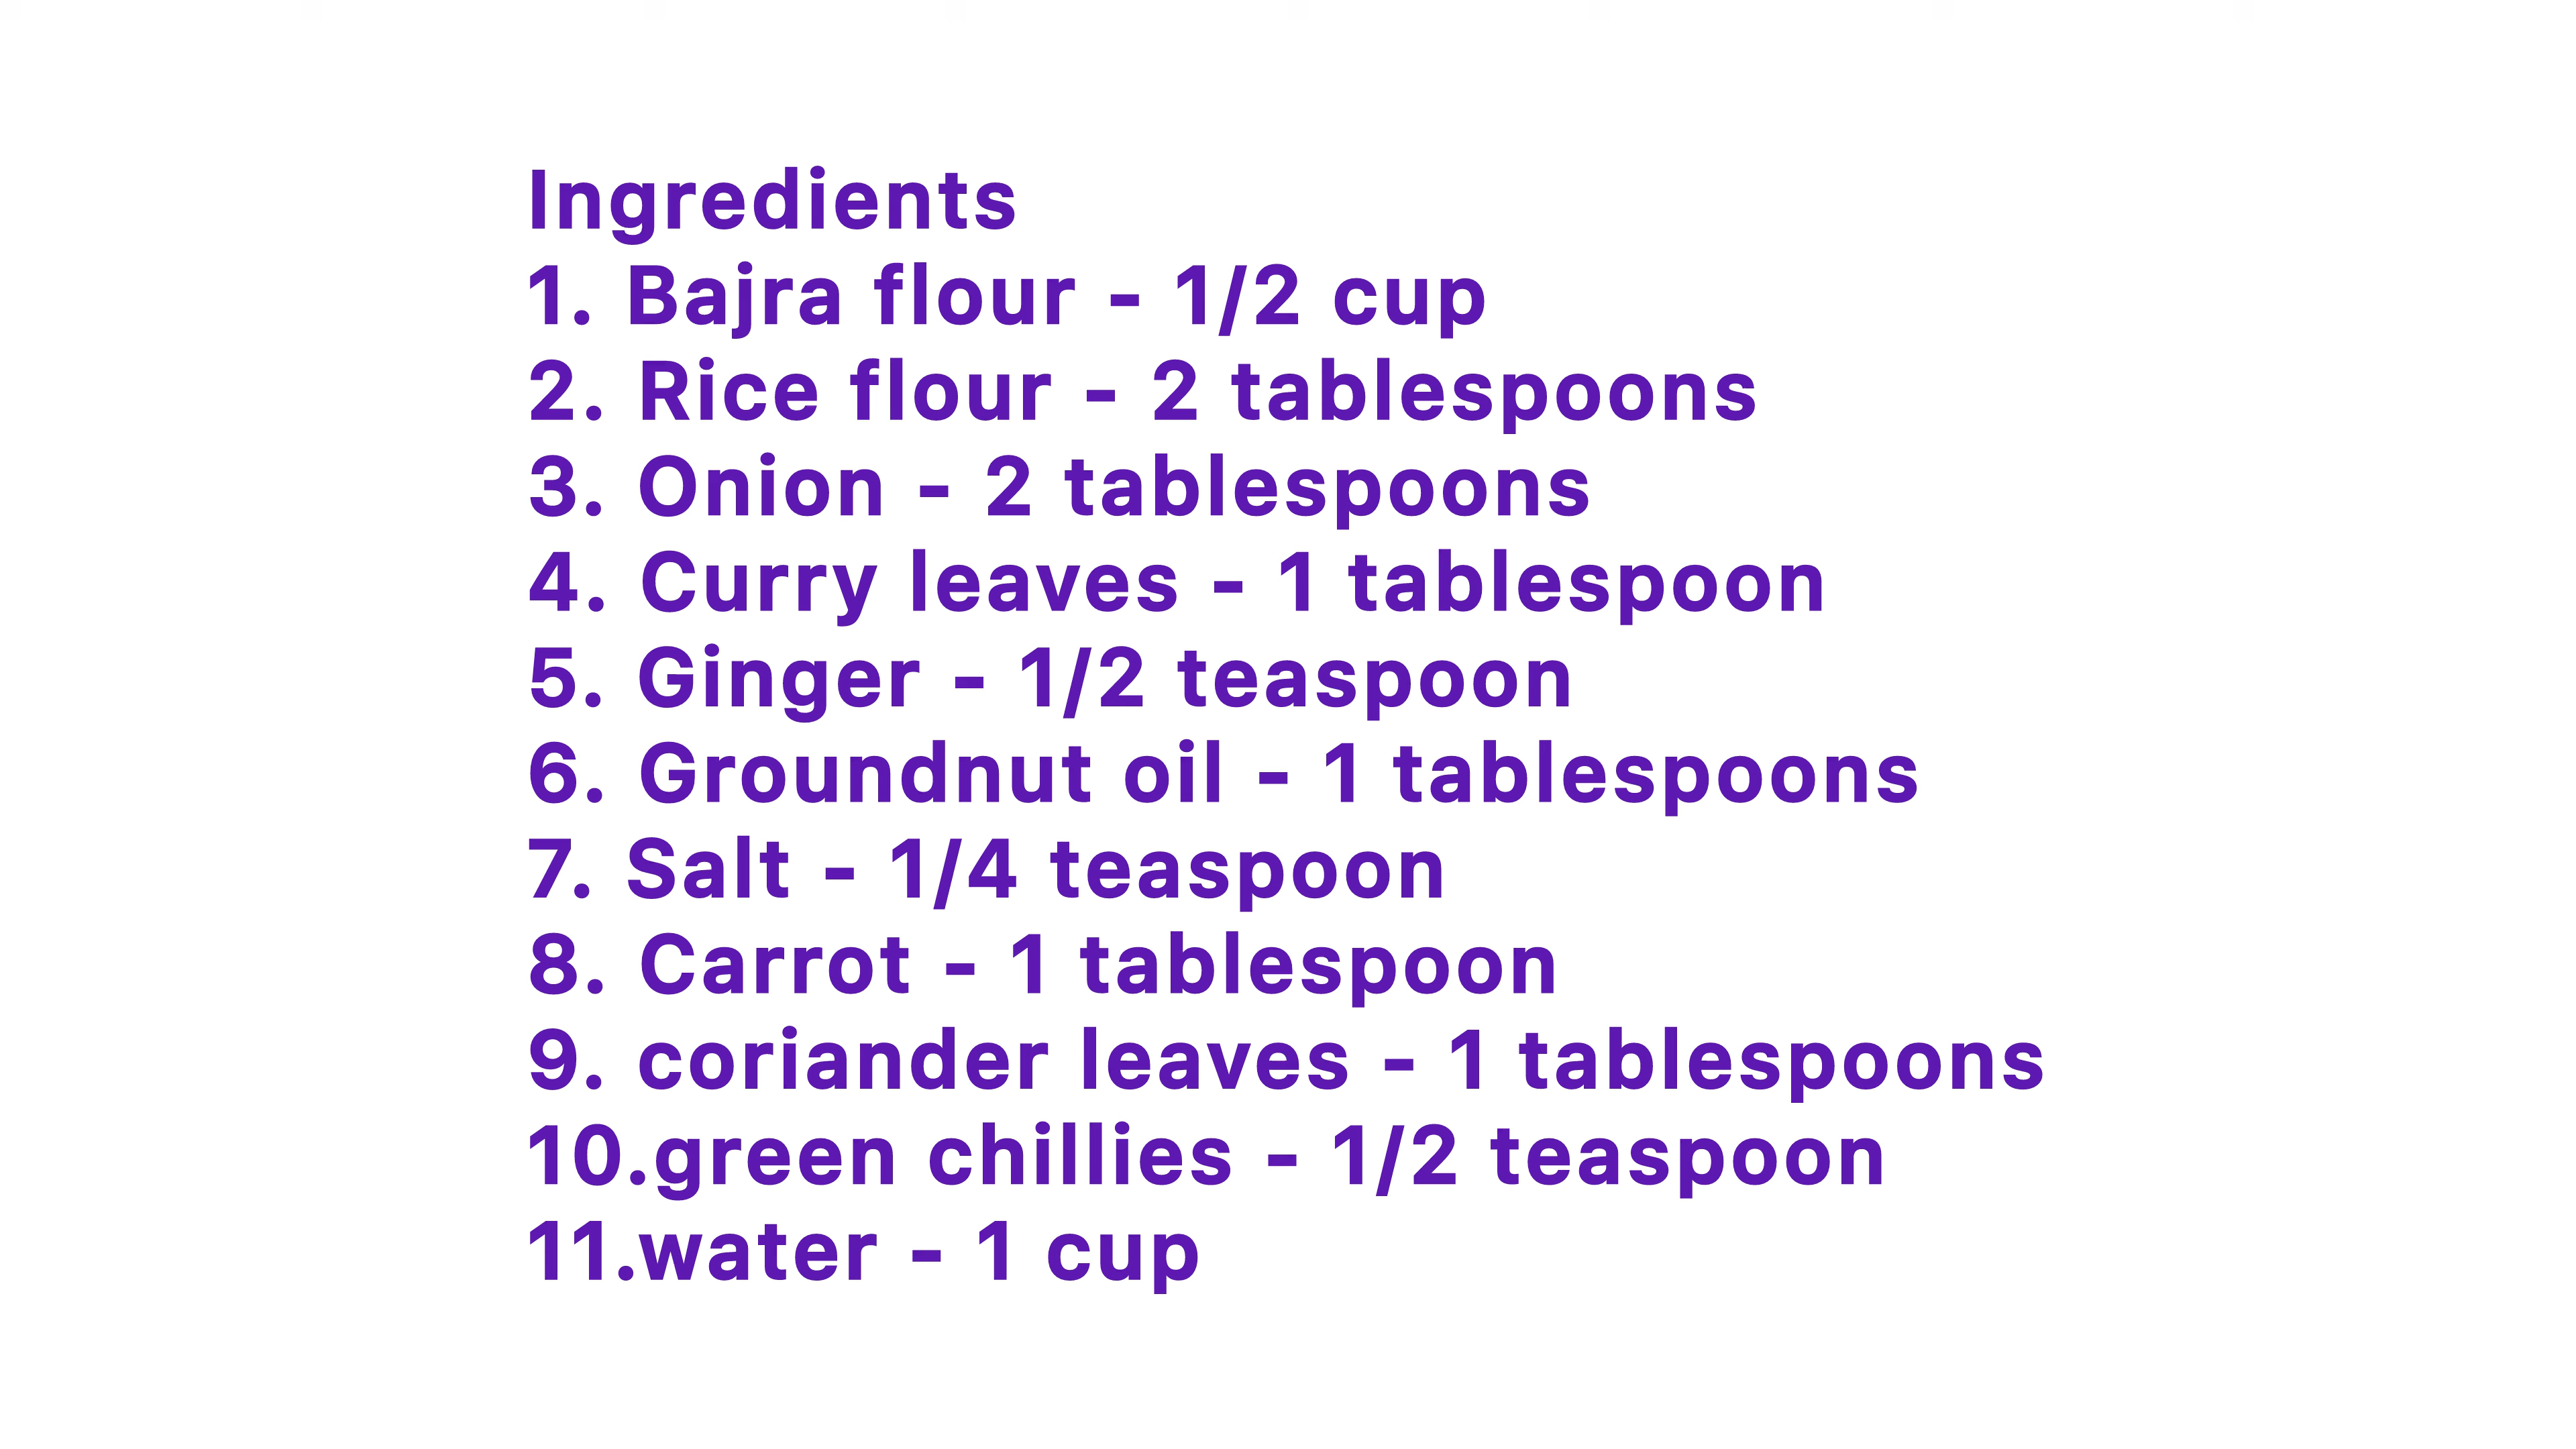 Ingredients
1. Bajra flour - 1/2 cup
2. Rice flour - 2 tablespoons
3. Onion - 2 tablespoons
4. Curry leaves - 1 tablespoon
5. Ginger - 1/2 teaspoon
6. Groundnut oil - 1 tablespoons
7. Salt - 1/4 teaspoon
8. Carrot - 1 tablespoon
9. coriander leaves - 1 tablespoons
10.green chillies - 1/2 teaspoon
11.water - 1 cup